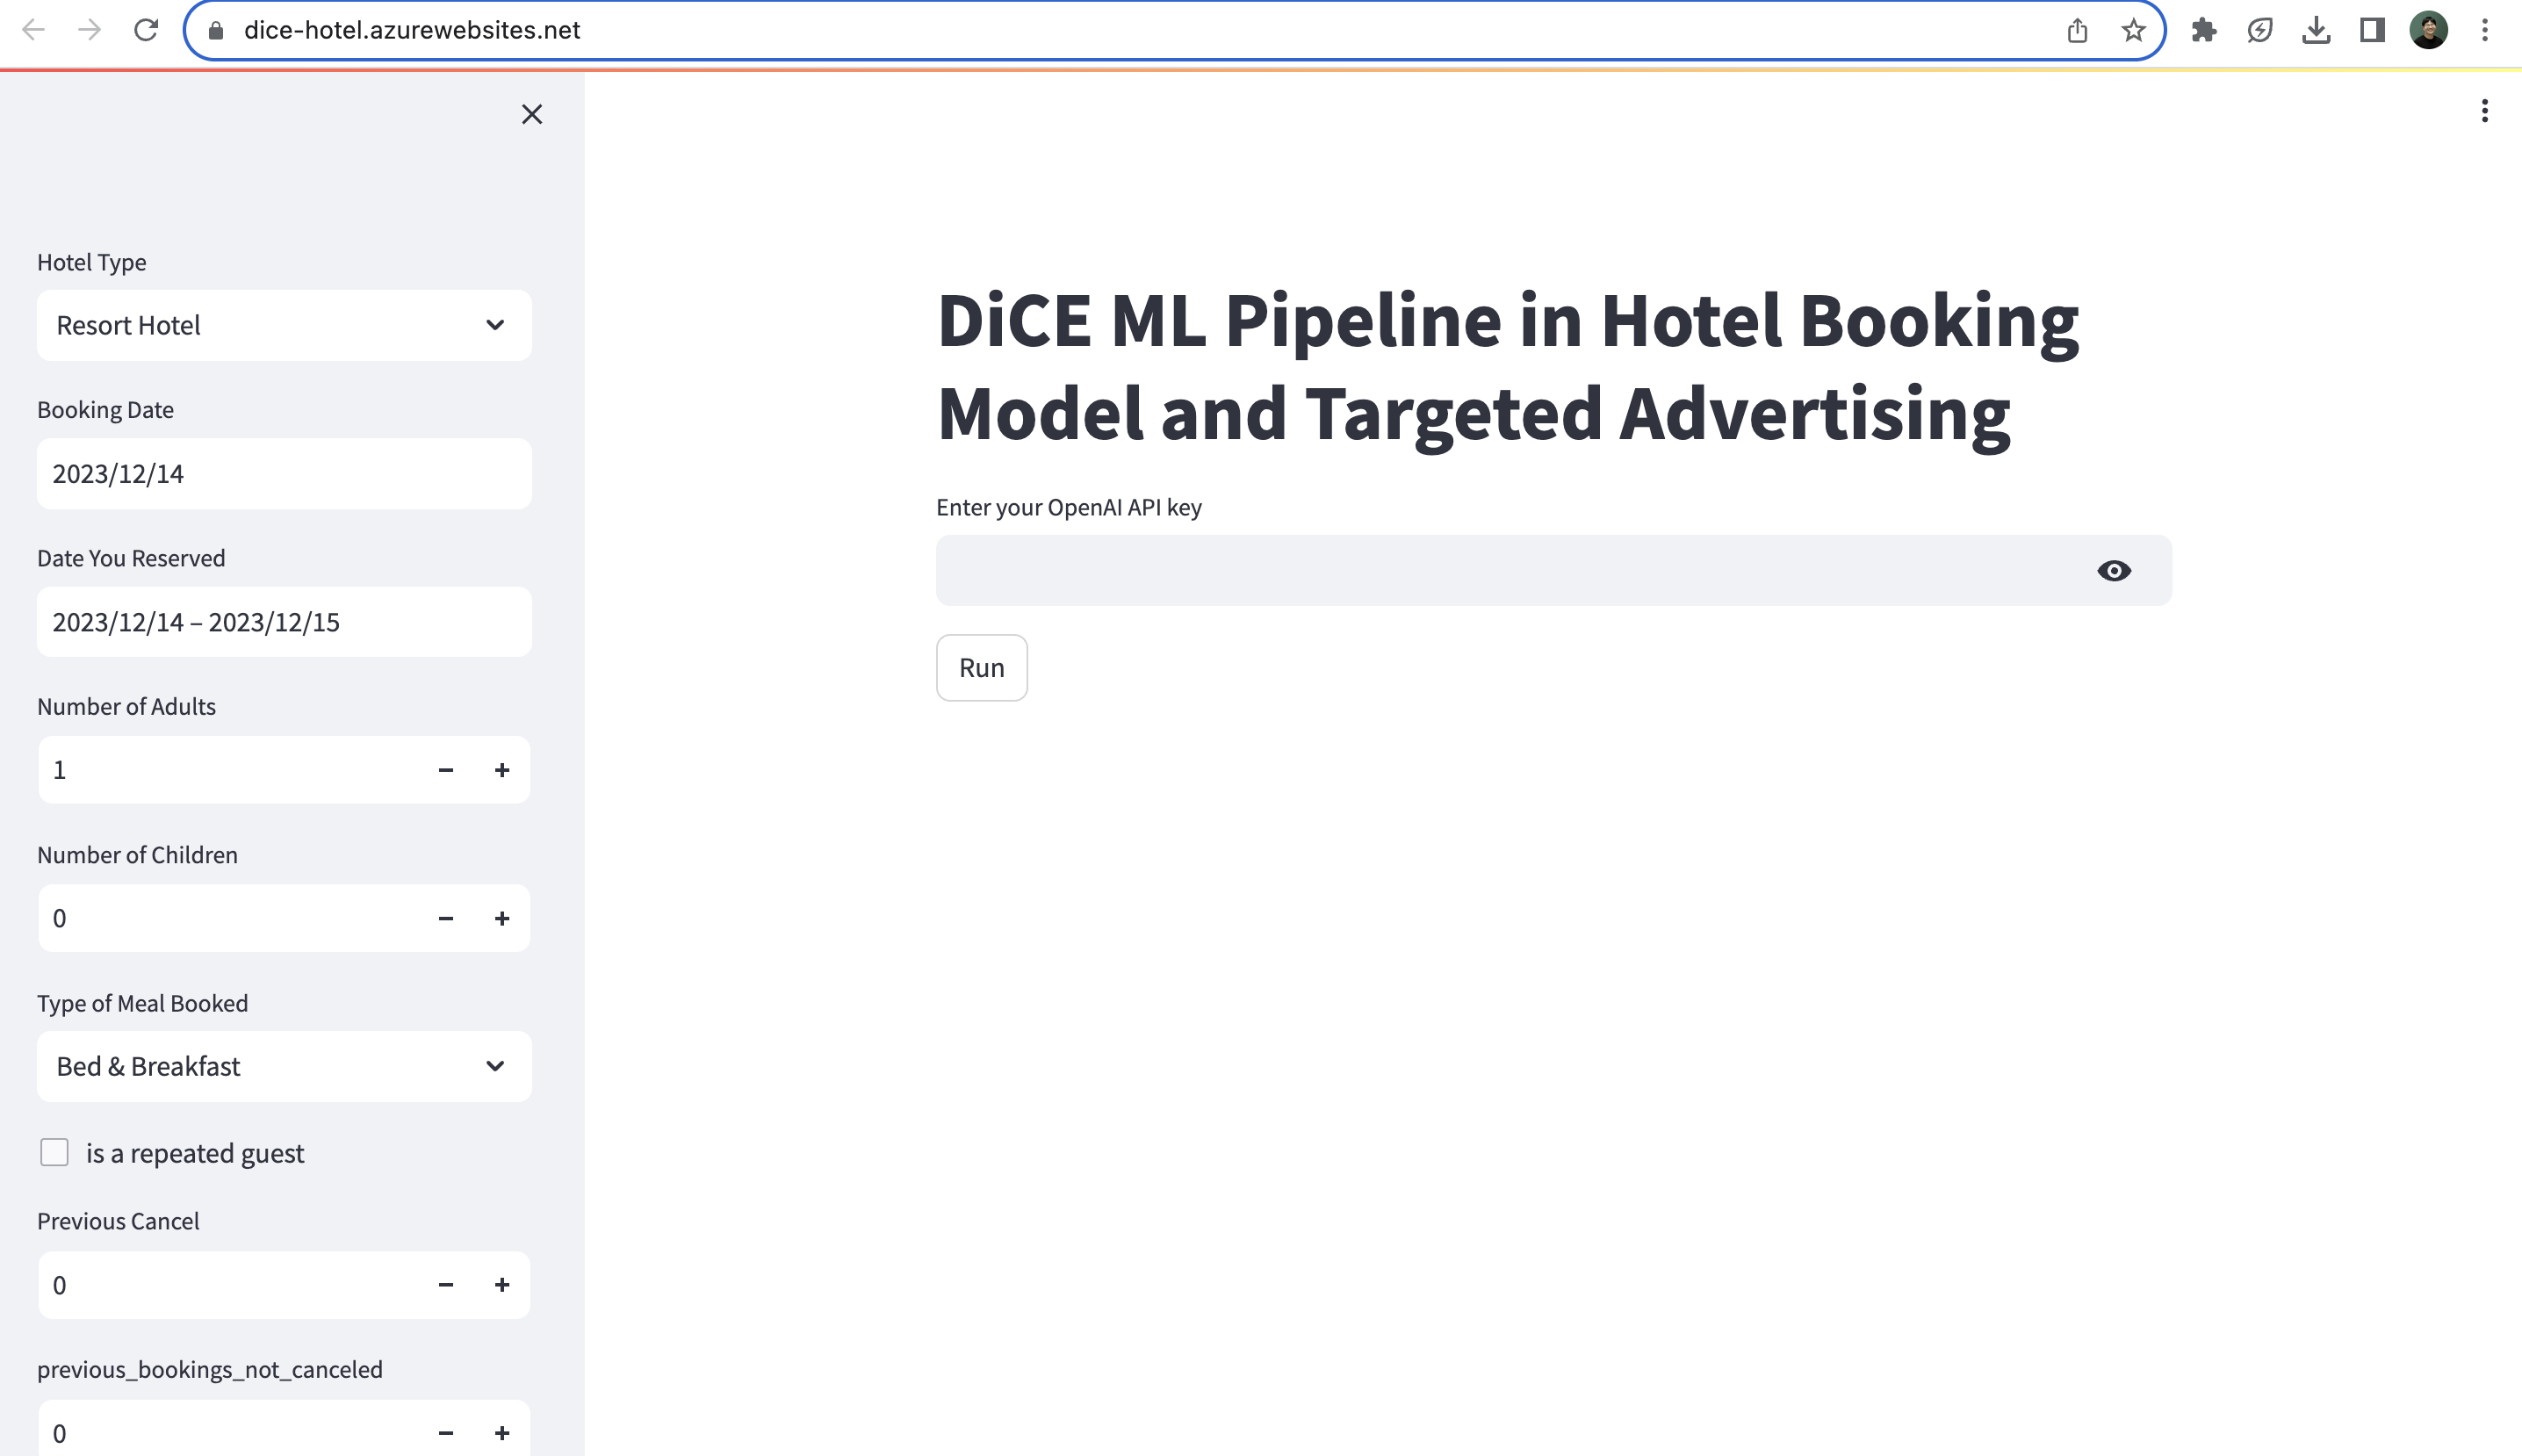 dice-hotel.azurewebsites.net
Hotel Type
Resort Hotel
Booking Date
2023/12/14
Date You Reserved
2023/12/14 – 2023/12/15
Number of Adults
1
Number of Children
0
Type of Meal Booked
Bed & Breakfast
is a repeated guest
Previous Cancel
0
previous_bookings_not_canceled
0
DiCE ML Pipeline in Hotel Booking
Model and Targeted Advertising
Enter your OpenAI API key
Run